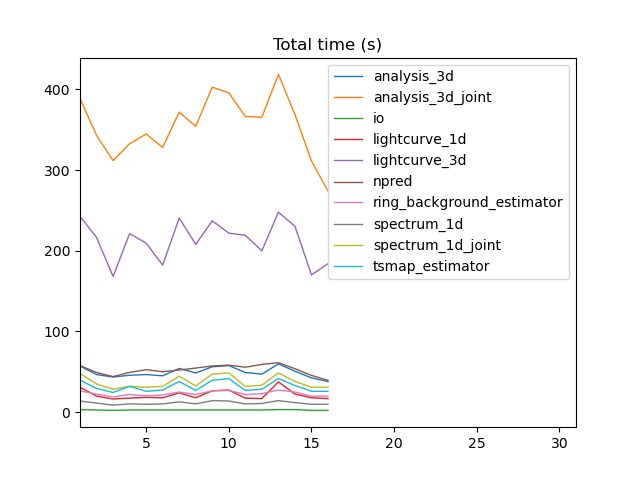 Total time (s)
400
300
200
100
0
5
10
15
20
25
30
analysis_3d
analysis_3d_joint
io
lightcurve_1d
lightcurve_3d
npred
ring_background_estimator
spectrum_1d
spectrum_1d_joint
tsmap_estimator